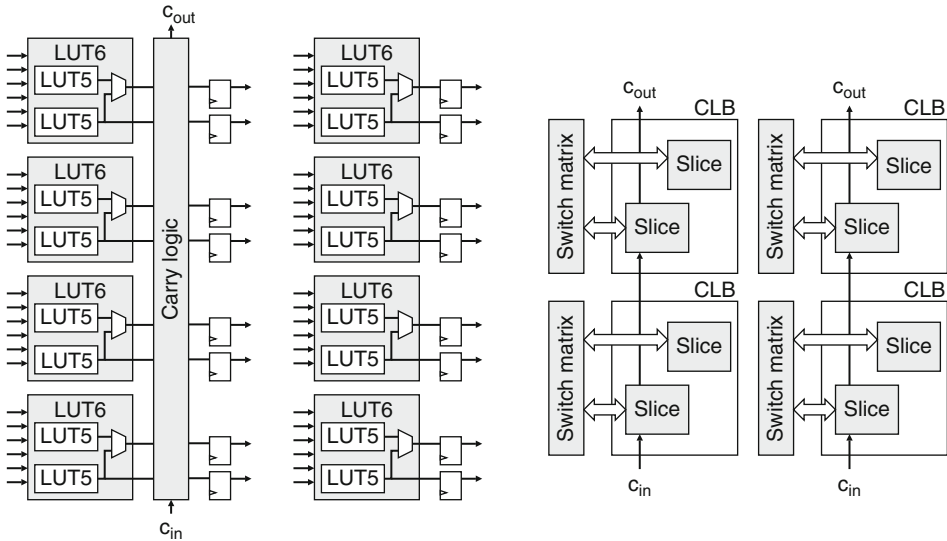 c_out
LUT6
LUT5
LUT5
LUT6
LUT5
LUT5
LUT6
LUT5
LUT5
LUT6
LUT5
LUT5
Carry logic
c_in
LUT6
LUT5
LUT5
LUT6
LUT5
LUT5
LUT6
LUT5
LUT5
LUT6
LUT5
LUT5
c_out
CLB
Switch matrix
Slice
Slice
CLB
Switch matrix
Slice
Slice
c_in
c_out
CLB
Switch matrix
Slice
Slice
CLB
Switch matrix
Slice
Slice
c_in